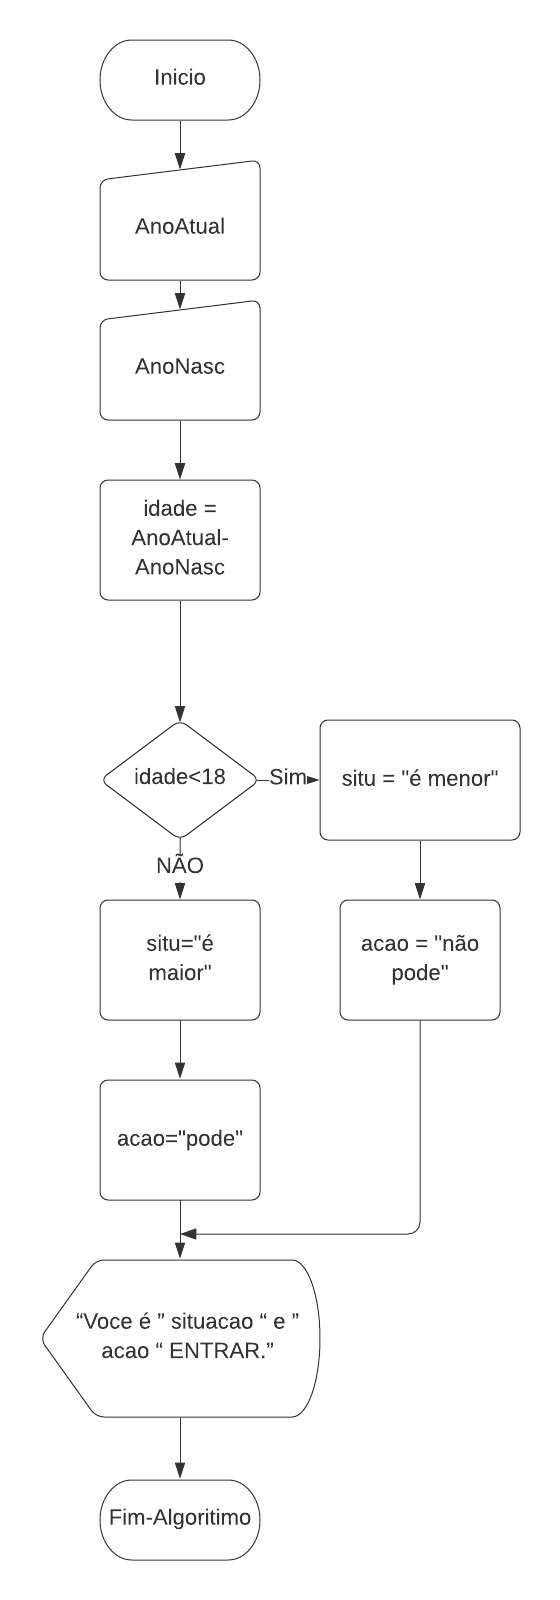 Inicio
AnoAtual
AnoNasc
idade =
AnoAtual-
AnoNasc
idade<18
Sim
situ = "é menor"
NÃO
situ="é
maior"
acao = "não
pode"
acao="pode"
“Voce é ” situacao “ e ”
acao “ ENTRAR.”
Fim-Algoritimo